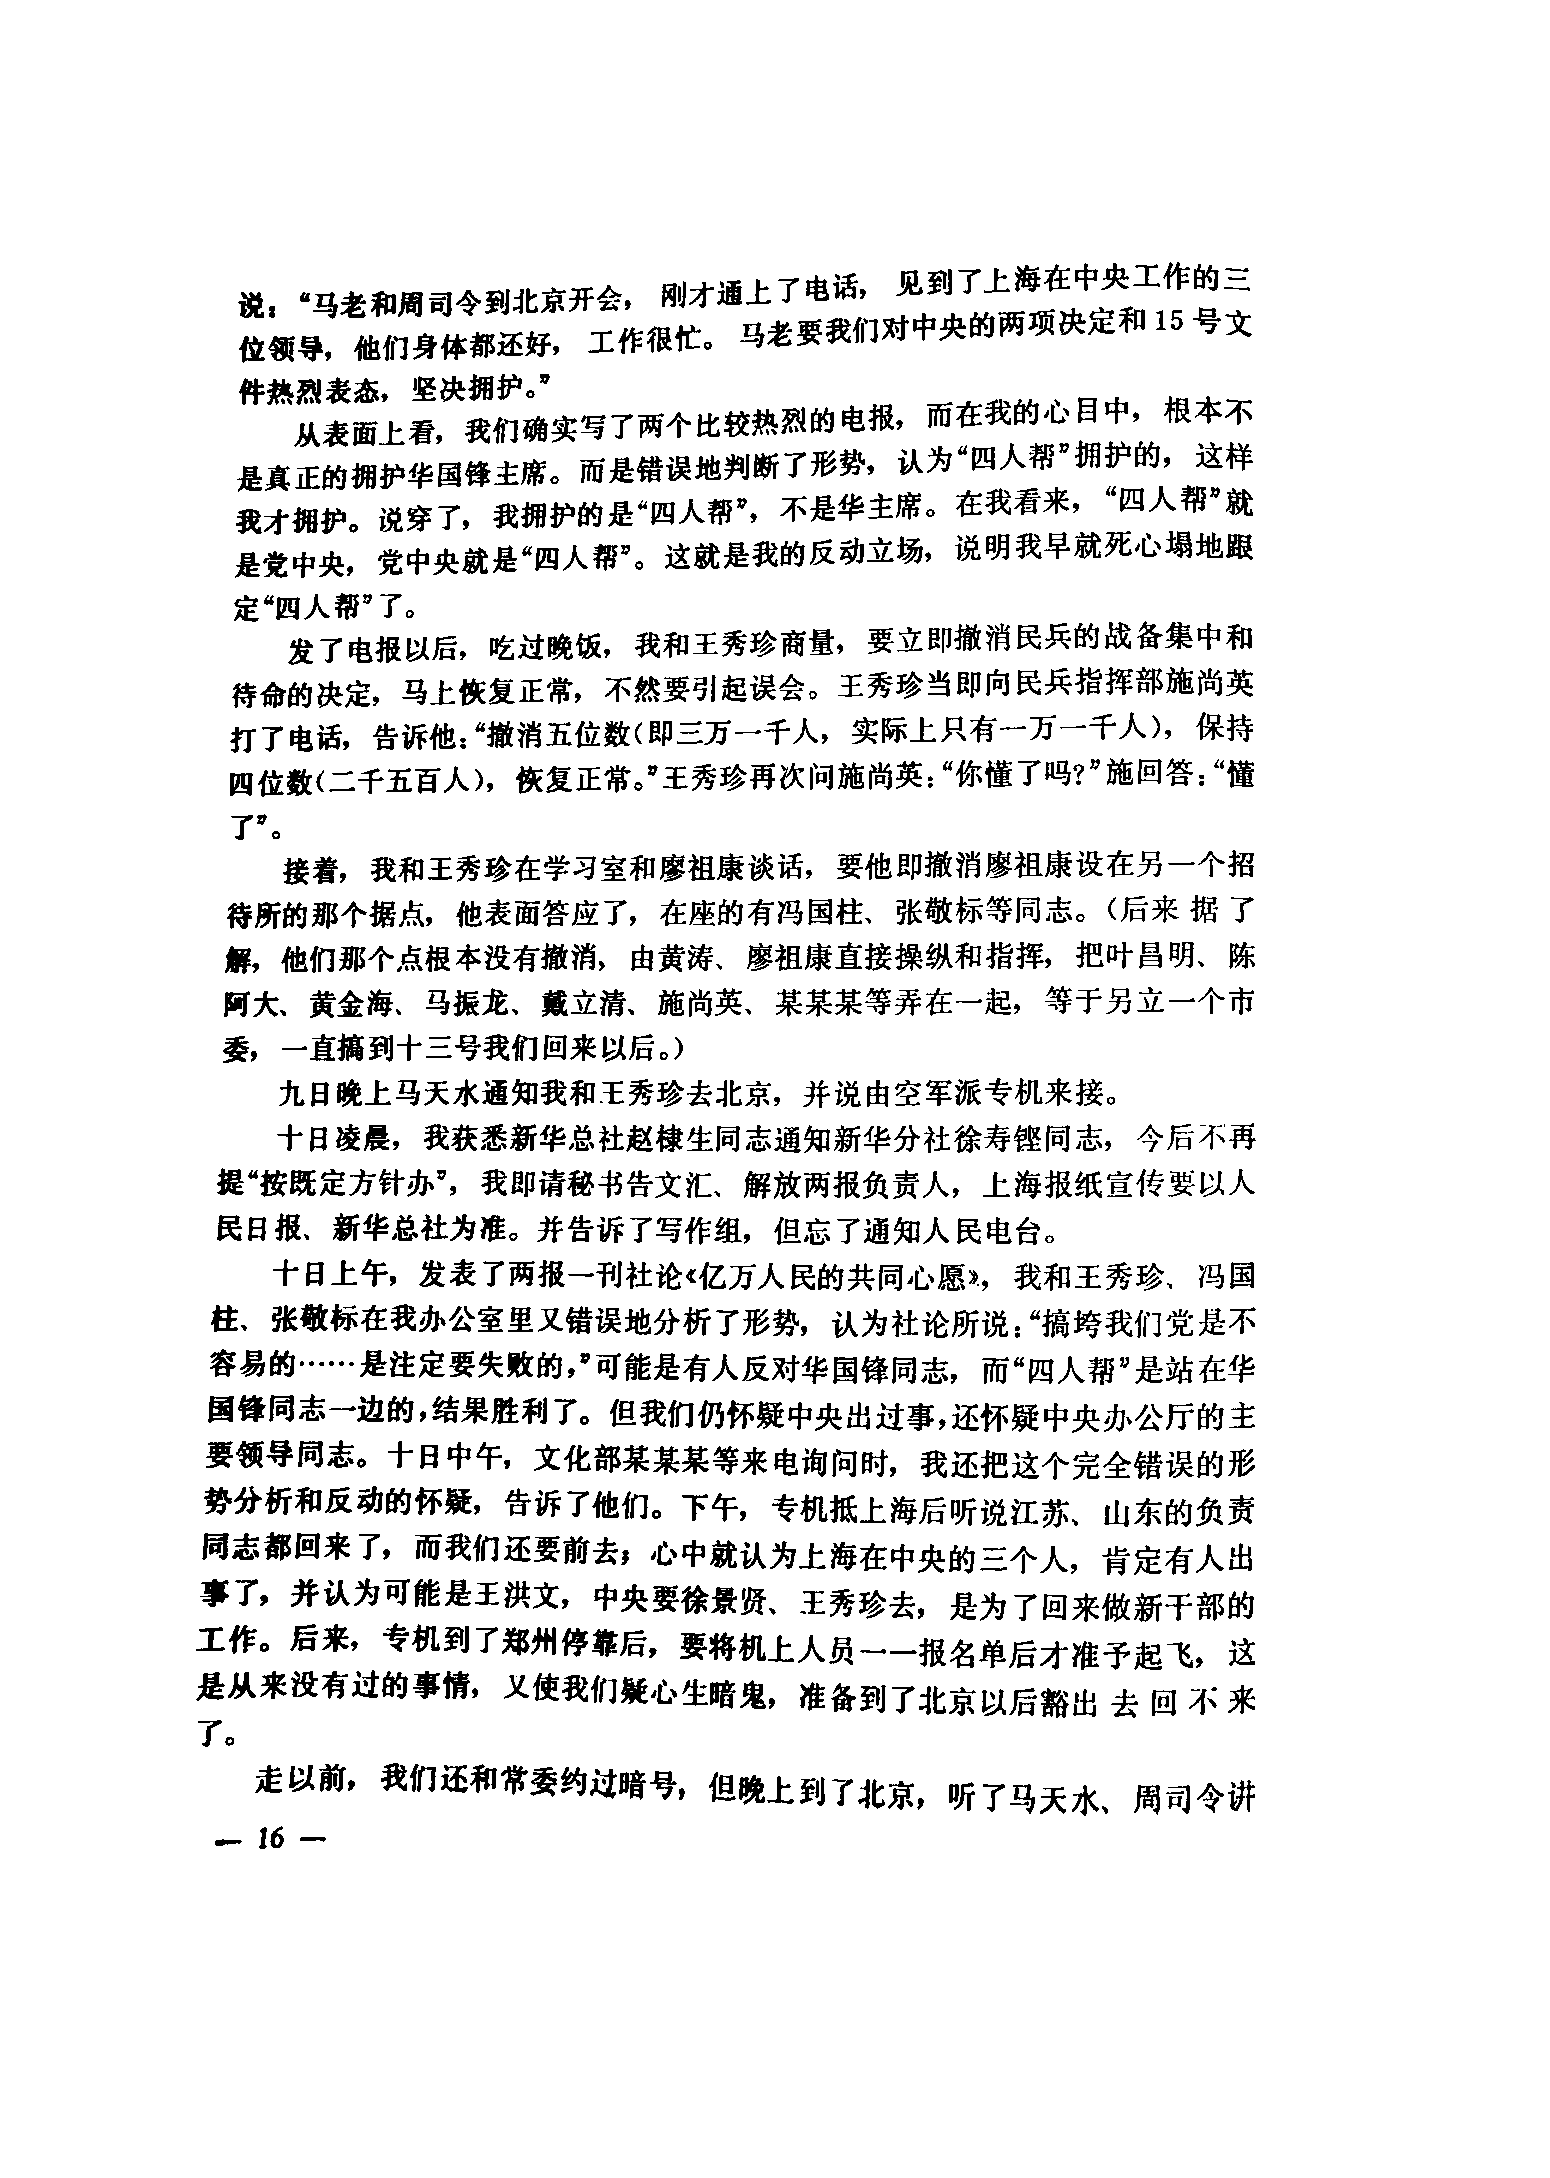 说：“马老和周司令到北京开会， 刚才通上了电话， 见到了上海在中央工作的三
位领导，他们身体都还好， 工作很忙。 马老要我们对中央的两项决定和 15 号文
件热烈表态，坚决拥护。”
从表面上看，我们确实写了两个比较热烈的电报，而在我的心目中，根本不
是真正的拥护华国锋主席。而是错误地判断了形势，认为“四人帮”拥护的，这样
我才拥护。说穿了，我拥护的是“四人帮”，不是华主席。在我看来，“四人帮”就
是党中央，党中央就是“四人帮”。这就是我的反动立场，说明我早就死心塌地跟
定“四人帮”了。
发了电报以后，吃过晚饭，我和王秀珍商量，要立即撤消民兵的战备集中和
待命的决定，马上恢复正常，不然要引起误会。王秀珍当即向民兵指挥部施尚英
打了电话，告诉他：“撤消五位数（即三万一千人，实际上只有一万一千人），保持
四位数（二千五百人），恢复正常。”王秀珍再次问施尚英：“你懂了吗？”施回答：“懂
了”。
接着，我和王秀珍在学习室和廖祖康谈话，要他即撤消廖祖康设在另一个招
待所的那个据点，他表面答应了，在座的有冯国柱、张敬标等同志。（后来 据 了
解，他们那个点根本没有撤消，由黄涛、廖祖康直接操纵和指挥，把叶昌明、陈
阿大、黄金海、马振龙、戴立清、施尚英、某某某等弄在一起，等于另立一个市
委，一直搞到十三号我们回来以后。）
九日晚上马天水通知我和王秀珍去北京，并说由空军派专机来接。
十日凌晨，我获悉新华总社赵棣生同志通知新华分社徐寿铿同志，今后不再
提“按既定方针办”，我即请秘书告文汇、解放两报负责人，上海报纸宣传要以人
民日报、新华总社为准。并告诉了写作组，但忘了通知人民电台。
十日上午，发表了两报一刊社论《亿万人民的共同心愿》，我和王秀珍、冯国
柱、张敬标在我办公室里又错误地分析了形势，认为社论所说：“搞垮我们党是不
容易的……是注定要失败的，”可能是有人反对华国锋同志，而“四人帮”是站在华
国锋同志一边的，结果胜利了。但我们仍怀疑中央出过事，还怀疑中央办公厅的主
要领导同志。十日中午，文化部某某某等来电询问时，我还把这个完全错误的形
势分析和反动的怀疑，告诉了他们。下午，专机抵上海后听说江苏、山东的负责
同志都回来了，而我们还要前去；心中就认为上海在中央的三个人，肯定有人出
事了，并认为可能是王洪文，中央要徐景贤、王秀珍去，是为了回来做新干部的
工作。后来，专机到了郑州停靠后，要将机上人员一一报名单后才准予起飞，这
是从来没有过的事情，又使我们疑心生暗鬼，准备到了北京以后豁出 去 回 不 来
了。
走以前，我们还和常委约过暗号，但晚上到了北京，听了马天水、周司令讲
— 16 —